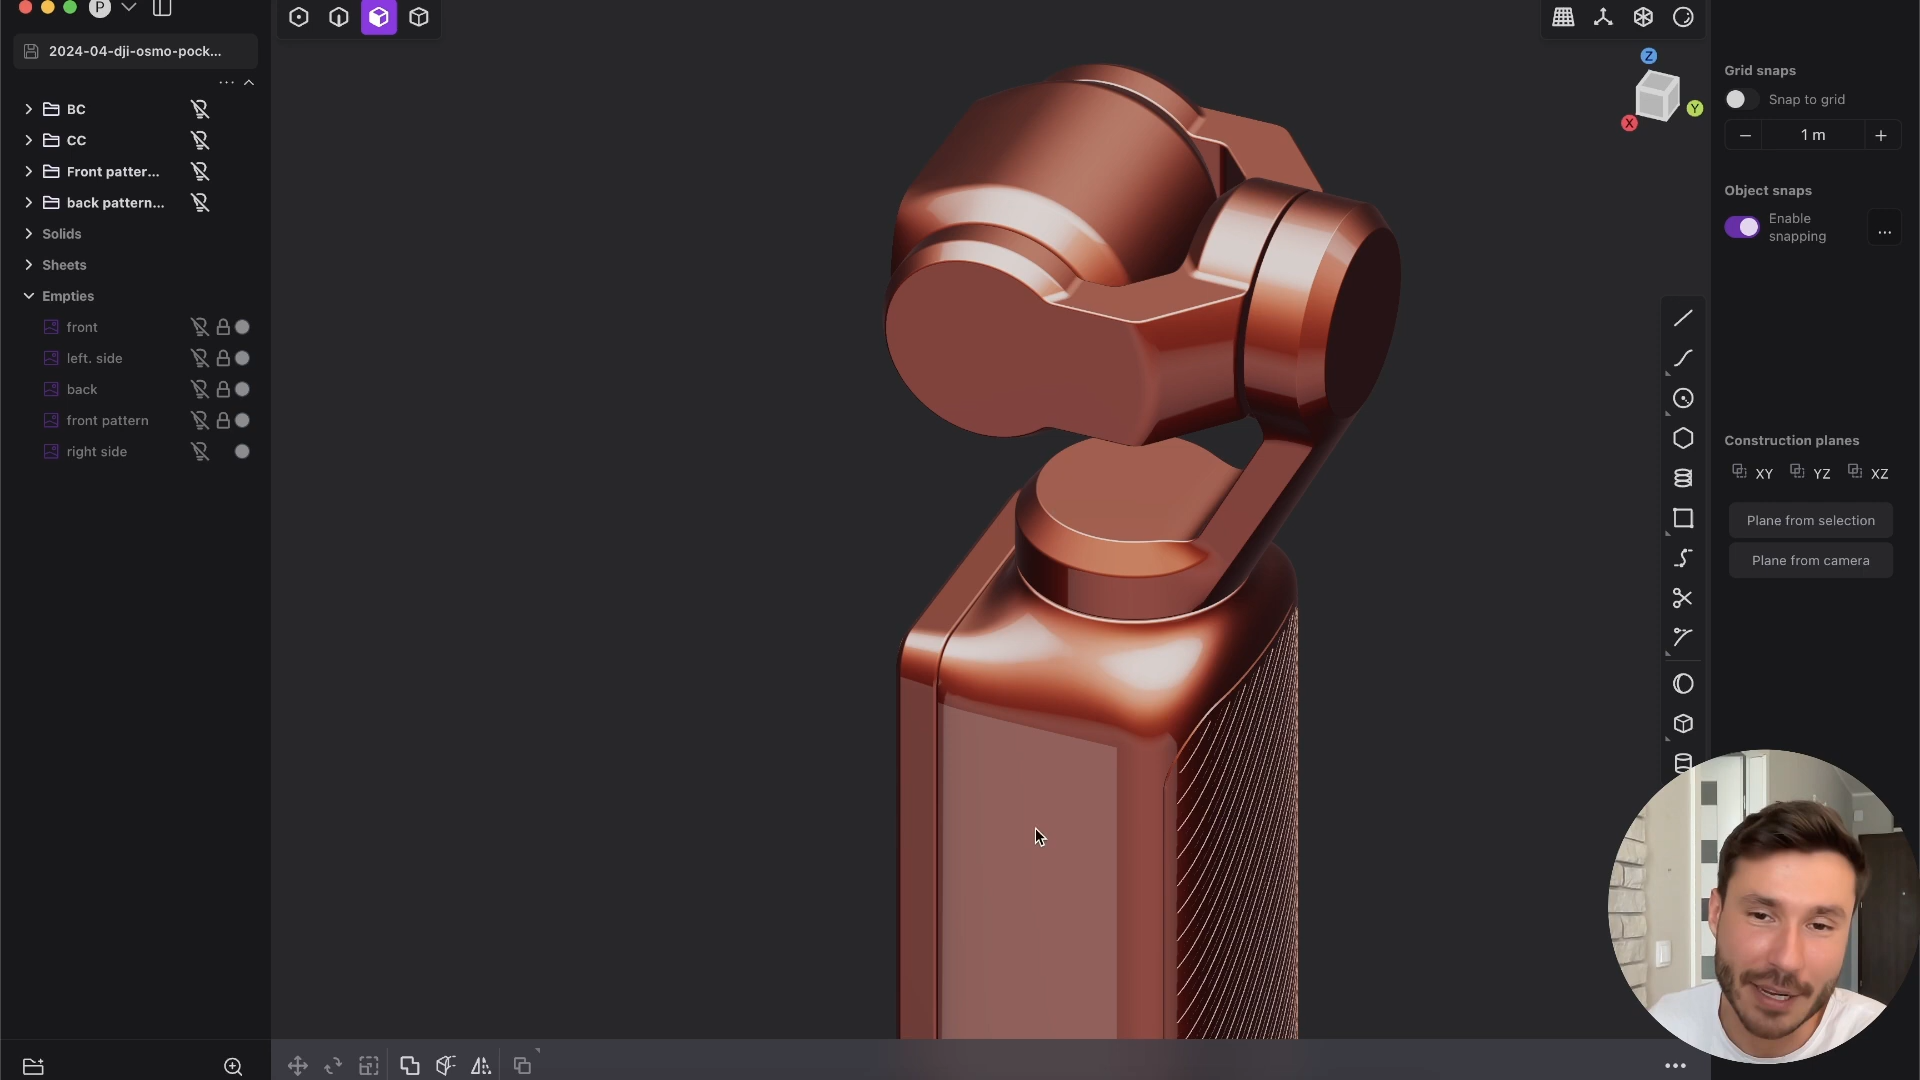 P
2024-04-dji-osmo-pock...
BC
CC
Front patter...
back pattern...
Solids
Sheets
Empties
front
left. side
back
front pattern
right side
Z
Y
X
Grid snaps
Snap to grid
1 m
Object snaps
Enable
snapping
Construction planes
XY YZ XZ
Plane from selection
Plane from camera